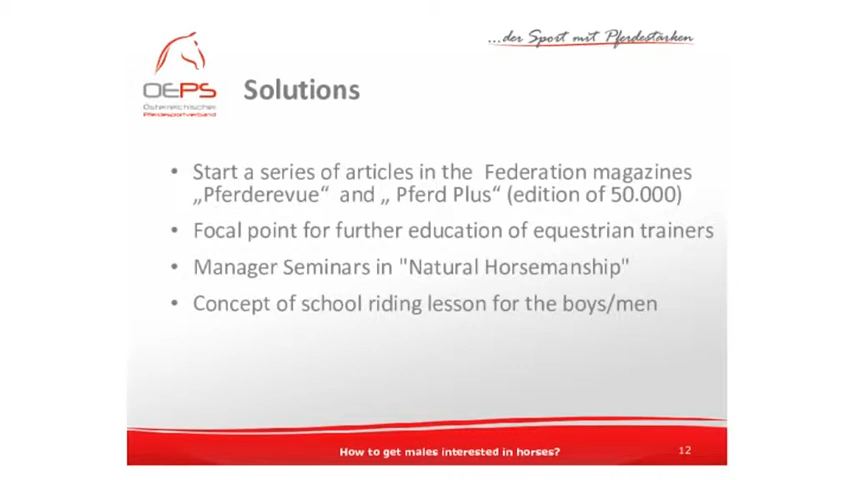 ...der Sport mit Pferdestärken
OEPS
Österreichischer
Pferdesportverband
Solutions
• Start a series of articles in the Federation magazines
„Pferderevue“ and „ Pferd Plus“ (edition of 50.000)
• Focal point for further education of equestrian trainers
• Manager Seminars in "Natural Horsemanship"
• Concept of school riding lesson for the boys/men
How to get males interested in horses?
12